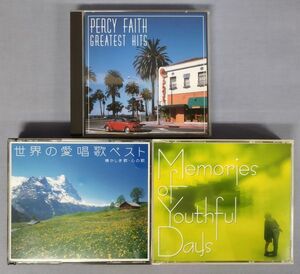 PERCY FAITH
GREATEST HITS
世界の愛唱歌ベスト
懐かしき歌・心の歌
Memories
of
Youthful
Days